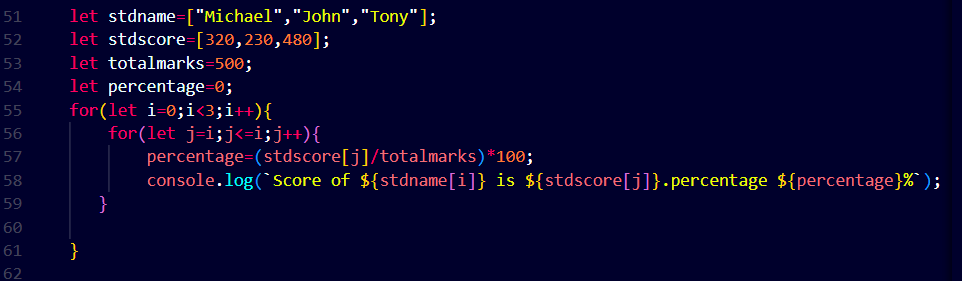 51 let stdname=["Michael","John","Tony"];
52 let stdscore=[320,230,480];
53 let totalmarks=500;
54 let percentage=0;
55 for(let i=0;i<3;i++){
56 for(let j=i;j<=i;j++){
57 percentage=(stdscore[j]/totalmarks)*100;
58 console.log(`Score of ${stdname[i]} is ${stdscore[j]}.percentage ${percentage}%`);
59 }
60
61 }
62